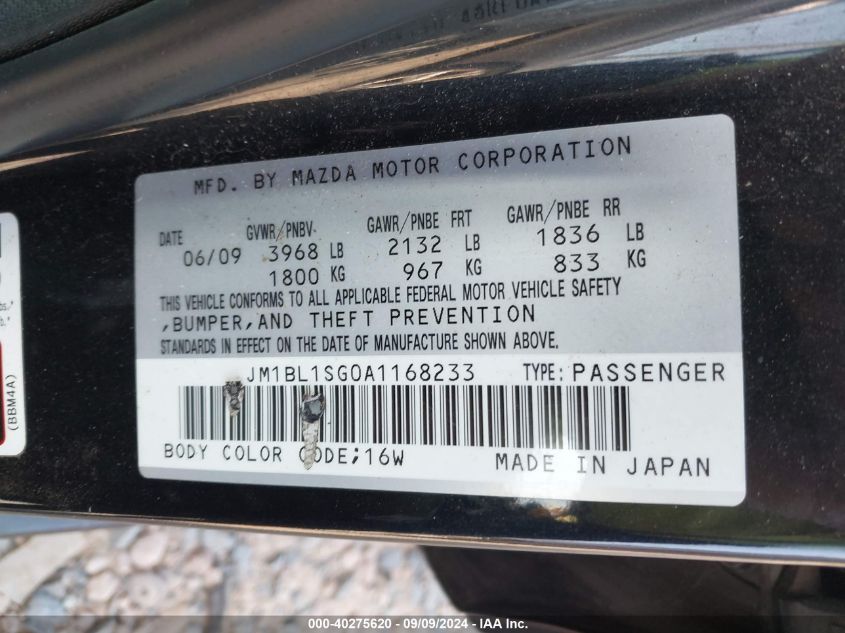 MFD. BY MAZDA MOTOR CORPORATION
DATE GVWR/PNBV GAWR/PNBE FRT GAWR/PNBE RR
06/09 3968 LB 2132 LB 1836 LB
1800 KG 967 KG 833 KG
THIS VEHICLE CONFORMS TO ALL APPLICABLE FEDERAL MOTOR VEHICLE SAFETY
,BUMPER,AND THEFT PREVENTION
STANDARDS IN EFFECT ON THE DATE OF MANUFACTURE SHOWN ABOVE.
JM1BL1SG0A1168233 TYPE: PASSENGER
BODY COLOR CODE;16W MADE IN JAPAN
(BBM4A)
000-40275620 - 09/09/2024 - IAA Inc.